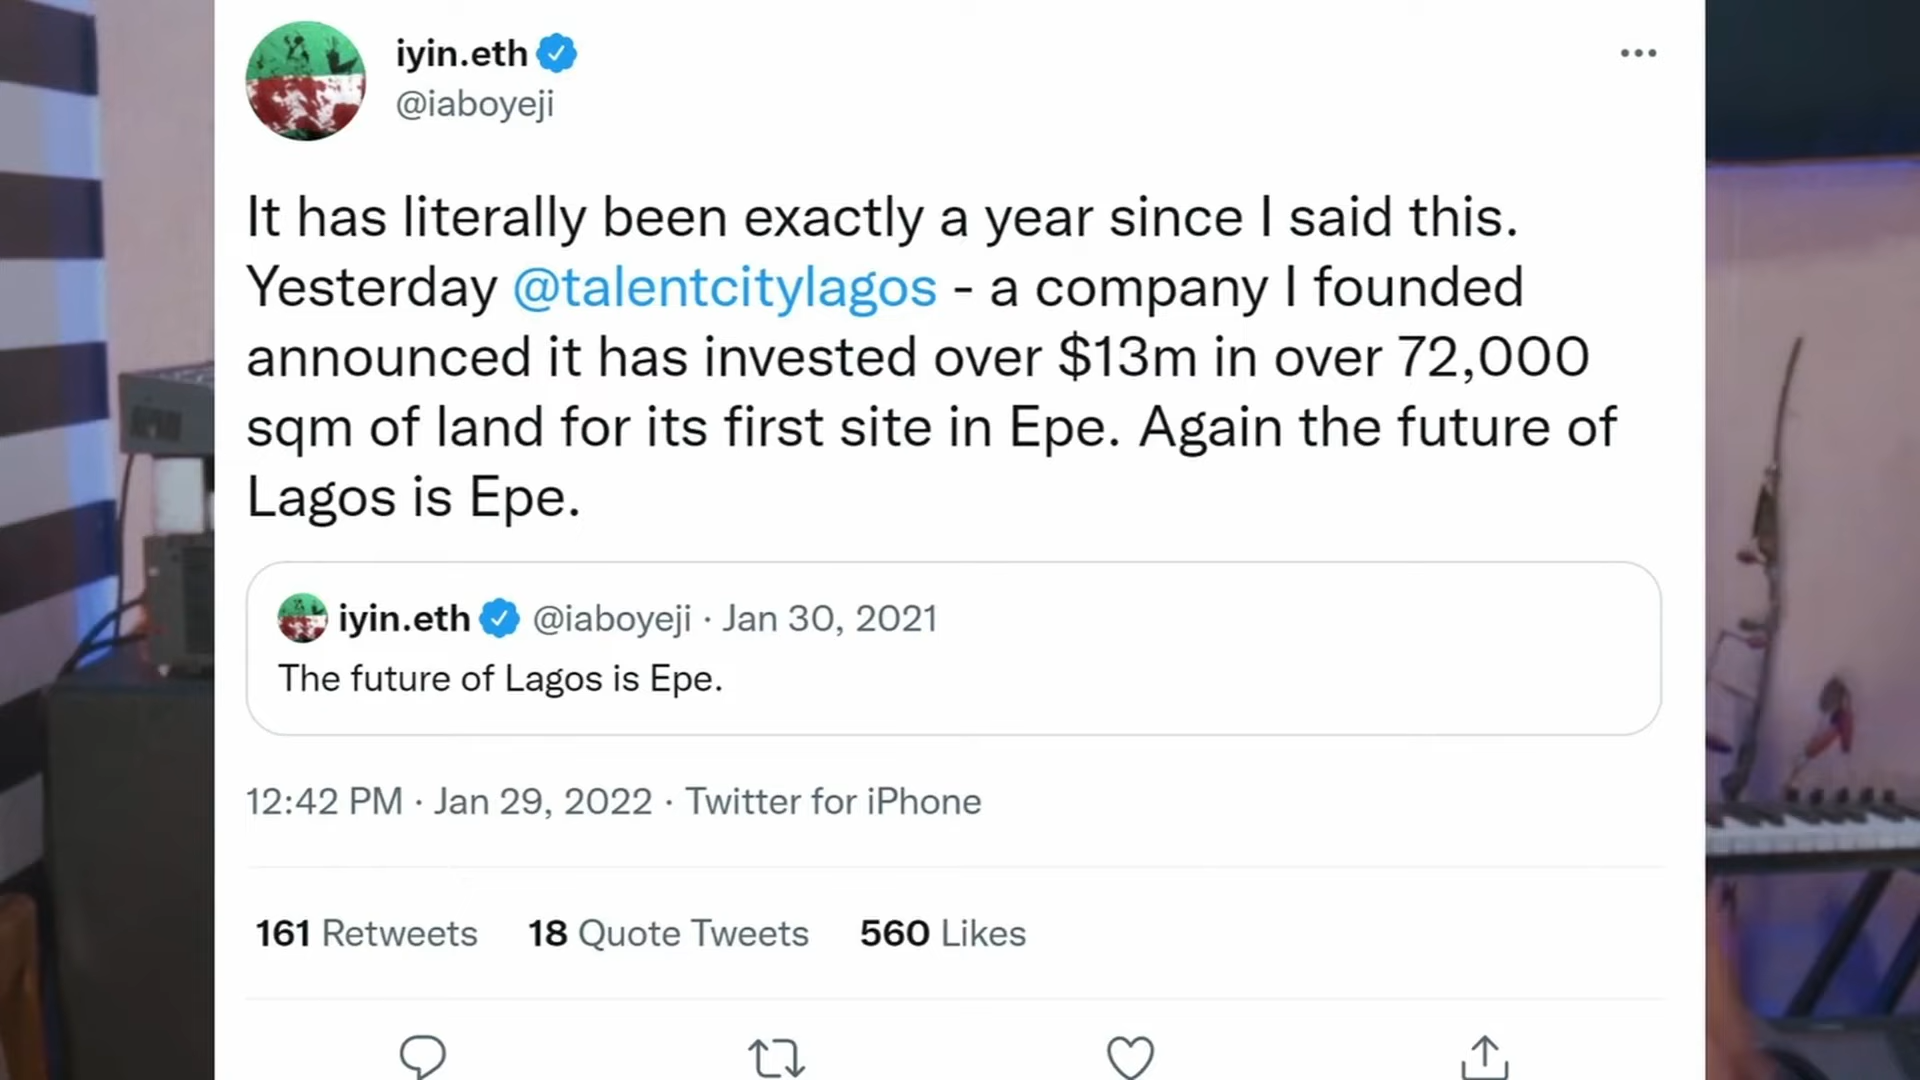 iyin.eth
@iaboyeji
It has literally been exactly a year since I said this.
Yesterday @talentcitylagos - a company I founded
announced it has invested over $13m in over 72,000
sqm of land for its first site in Epe. Again the future of
Lagos is Epe.
iyin.eth @iaboyeji · Jan 30, 2021
The future of Lagos is Epe.
12:42 PM · Jan 29, 2022 · Twitter for iPhone
161 Retweets 18 Quote Tweets 560 Likes